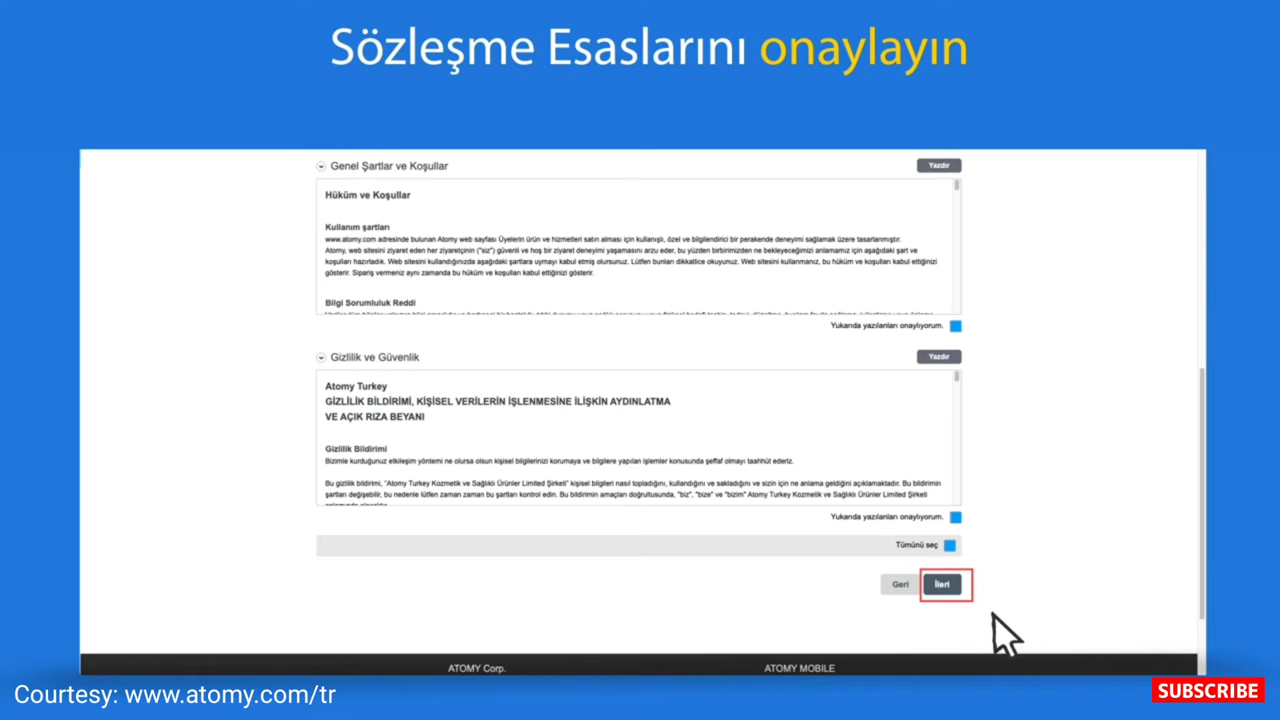 Sözleşme Esaslarını onaylayın
Genel Şartlar ve Koşullar
Yazdır
Hüküm ve Koşullar
Kullanım şartları
www.atomy.com adresinde bulunan Atomy web sayfası Üyelerin ürün ve hizmetleri satın alması için kullanışlı, özel ve bilgilendirici bir perakende deneyimi sağlamak üzere tasarlanmıştır.
Atomy, web sitesini ziyaret eden her ziyaretçinin ("siz") güvenli ve hoş bir ziyaret deneyimi yaşamasını arzu eder, bu yüzden birbirimizden ne bekleyeceğimizi anlamamız için aşağıdaki şart ve
koşulları hazırladık. Web sitesini kullandığınızda aşağıdaki şartlara uymayı kabul etmiş olursunuz. Lütfen bunları dikkatlice okuyunuz. Web sitesini kullanmanız, bu hüküm ve koşulları kabul ettiğinizi
gösterir. Sipariş vermeniz aynı zamanda bu hüküm ve koşulları kabul ettiğinizi gösterir.
Bilgi Sorumluluk Reddi
Yukarıda yazılanları onaylıyorum.
Gizlilik ve Güvenlik
Yazdır
Atomy Turkey
GİZLİLİK BİLDİRİMİ, KİŞİSEL VERİLERİN İŞLENMESİNE İLİŞKİN AYDINLATMA
VE AÇIK RIZA BEYANI
Gizlilik Bildirimi
Bizimle kurduğunuz etkileşim yöntemi ne olursa olsun kişisel bilgilerinizi korumaya ve bilgilere yapılan işlemler konusunda şeffaf olmayı taahhüt ederiz.
Bu gizlilik bildirimi, "Atomy Turkey Kozmetik ve Sağlıklı Ürünler Limited Şirketi" kişisel bilgileri nasıl topladığını, kullandığını ve sakladığını ve sizin için ne anlama geldiğini açıklamaktadır. Bu bildirimin
şartları değişebilir, bu nedenle lütfen zaman zaman bu şartları kontrol edin. Bu bildirimin amaçları doğrultusunda, "biz", "bize" ve "bizim" Atomy Turkey Kozmetik ve Sağlıklı Ürünler Limited Şirketi
Yukarıda yazılanları onaylıyorum.
Tümünü seç
Geri
İleri
ATOMY Corp.
ATOMY MOBILE
Courtesy: www.atomy.com/tr
SUBSCRIBE